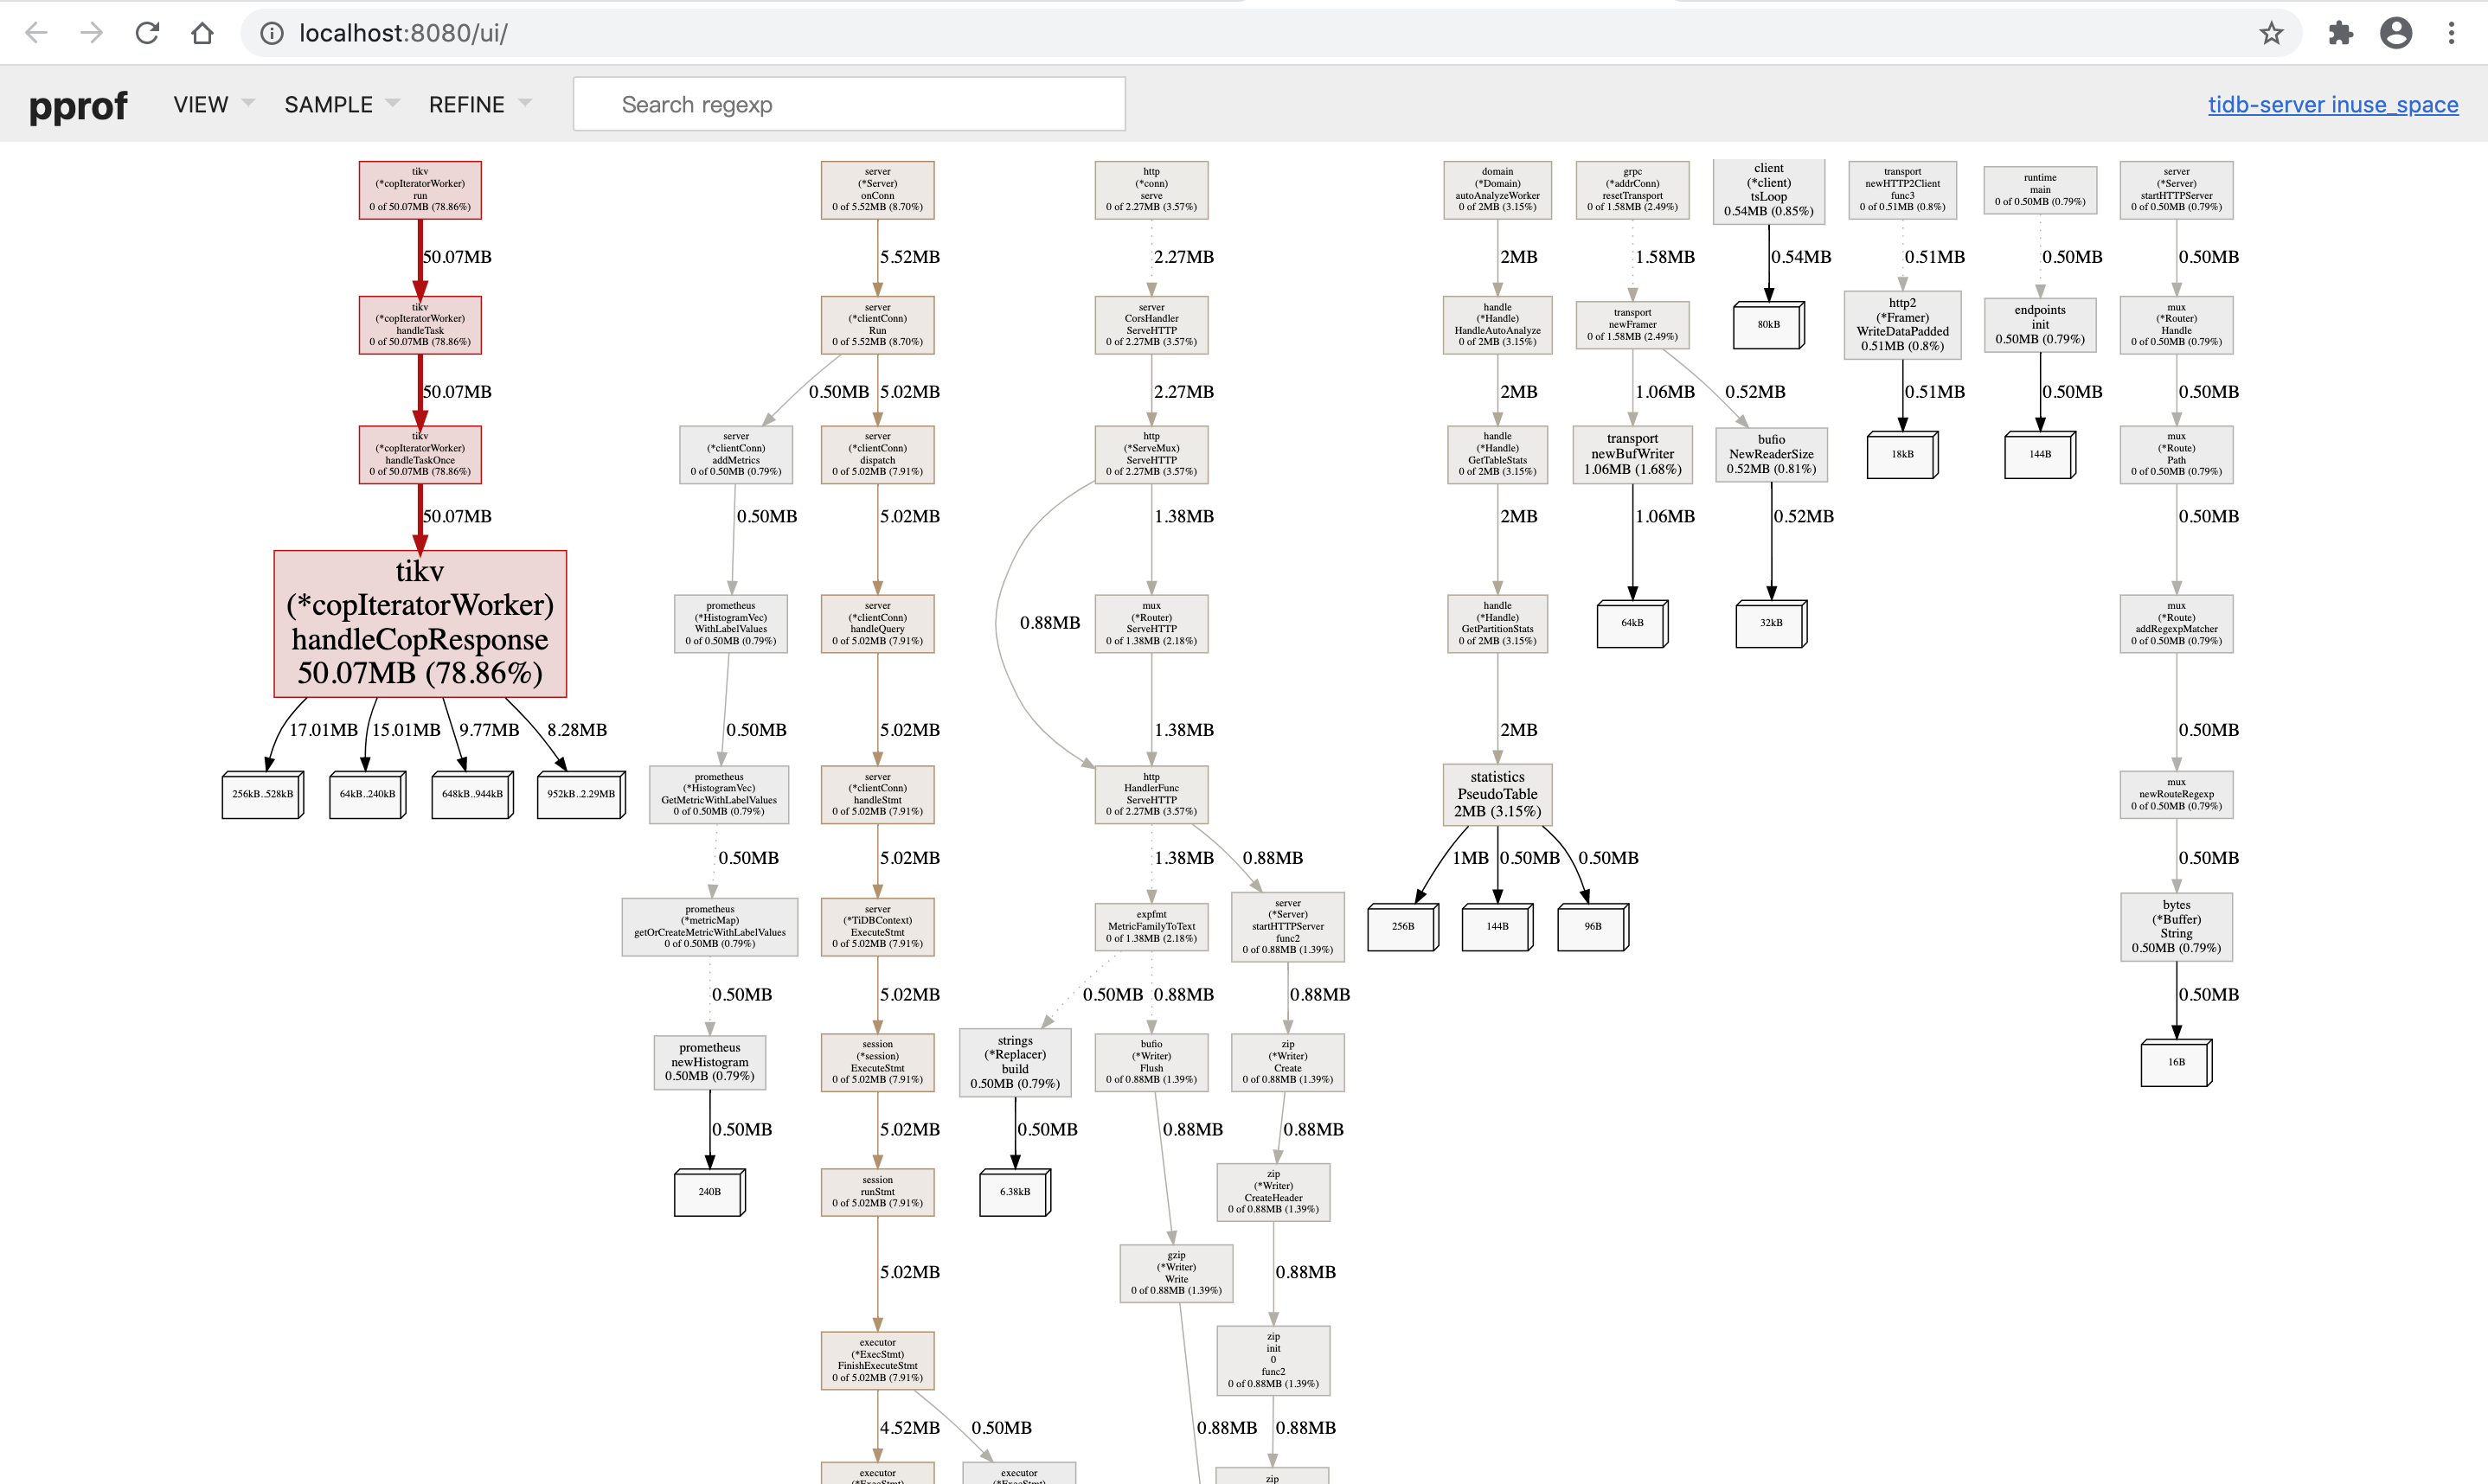 localhost:8080/ui/
pprof
VIEW
SAMPLE
REFINE
Search regexp
tidb-server inuse_space
tikv
(*copIteratorWorker)
run
0 of 50.07MB (78.86%)
50.07MB
tikv
(*copIteratorWorker)
handleTask
0 of 50.07MB (78.86%)
50.07MB
tikv
(*copIteratorWorker)
handleTaskOnce
0 of 50.07MB (78.86%)
50.07MB
tikv
(*copIteratorWorker)
handleCopResponse
50.07MB (78.86%)
17.01MB
15.01MB
9.77MB
8.28MB
256kB..528kB
64kB..240kB
648kB..944kB
952kB..2.29MB
server
(*Server)
onConn
0 of 5.52MB (8.70%)
5.52MB
server
(*clientConn)
Run
0 of 5.52MB (8.70%)
0.50MB
5.02MB
server
(*clientConn)
addMetrics
0 of 0.50MB (0.79%)
0.50MB
prometheus
(*HistogramVec)
WithLabelValues
0 of 0.50MB (0.79%)
0.50MB
prometheus
(*HistogramVec)
GetMetricWithLabelValues
0 of 0.50MB (0.79%)
0.50MB
prometheus
(*metricMap)
getOrCreateMetricWithLabelValues
0 of 0.50MB (0.79%)
0.50MB
prometheus
newHistogram
0.50MB (0.79%)
0.50MB
240B
server
(*clientConn)
dispatch
0 of 5.02MB (7.91%)
5.02MB
server
(*clientConn)
handleQuery
0 of 5.02MB (7.91%)
5.02MB
server
(*clientConn)
handleStmt
0 of 5.02MB (7.91%)
5.02MB
server
(*TiDBContext)
ExecuteStmt
0 of 5.02MB (7.91%)
5.02MB
session
(*session)
ExecuteStmt
0 of 5.02MB (7.91%)
5.02MB
session
runStmt
0 of 5.02MB (7.91%)
5.02MB
executor
(*ExecStmt)
FinishExecuteStmt
0 of 5.02MB (7.91%)
4.52MB
0.50MB
executor
(*ExecStmt)
executor
(*ExecStmt)
http
(*conn)
serve
0 of 2.27MB (3.57%)
2.27MB
server
CorsHandler
ServeHTTP
0 of 2.27MB (3.57%)
2.27MB
http
(*ServeMux)
ServeHTTP
0 of 2.27MB (3.57%)
0.88MB
1.38MB
mux
(*Router)
ServeHTTP
0 of 1.38MB (2.18%)
1.38MB
http
HandlerFunc
ServeHTTP
0 of 2.27MB (3.57%)
1.38MB
0.88MB
expfmt
MetricFamilyToText
0 of 1.38MB (2.18%)
0.50MB
0.88MB
strings
(*Replacer)
build
0.50MB (0.79%)
0.50MB
6.38kB
bufio
(*Writer)
Flush
0 of 0.88MB (1.39%)
0.88MB
gzip
(*Writer)
Write
0 of 0.88MB (1.39%)
0.88MB
server
(*Server)
startHTTPServer
func2
0 of 0.88MB (1.39%)
0.88MB
zip
(*Writer)
Create
0 of 0.88MB (1.39%)
0.88MB
zip
(*Writer)
CreateHeader
0 of 0.88MB (1.39%)
0.88MB
zip
init
0
func2
0 of 0.88MB (1.39%)
0.88MB
zip
domain
(*Domain)
autoAnalyzeWorker
0 of 2MB (3.15%)
2MB
handle
(*Handle)
HandleAutoAnalyze
0 of 2MB (3.15%)
2MB
handle
(*Handle)
GetTableStats
0 of 2MB (3.15%)
2MB
handle
(*Handle)
GetPartitionStats
0 of 2MB (3.15%)
2MB
statistics
PseudoTable
2MB (3.15%)
1MB
0.50MB
0.50MB
256B
144B
96B
grpc
(*addrConn)
resetTransport
0 of 1.58MB (2.49%)
1.58MB
transport
newFramer
0 of 1.58MB (2.49%)
1.06MB
0.52MB
transport
newBufWriter
1.06MB (1.68%)
1.06MB
64kB
bufio
NewReaderSize
0.52MB (0.81%)
0.52MB
32kB
client
(*client)
tsLoop
0.54MB (0.85%)
0.54MB
80kB
transport
newHTTP2Client
func3
0 of 0.51MB (0.8%)
0.51MB
http2
(*Framer)
WriteDataPadded
0.51MB (0.8%)
0.51MB
18kB
runtime
main
0 of 0.50MB (0.79%)
0.50MB
endpoints
init
0.50MB (0.79%)
0.50MB
144B
server
(*Server)
startHTTPServer
0 of 0.50MB (0.79%)
0.50MB
mux
(*Router)
Handle
0 of 0.50MB (0.79%)
0.50MB
mux
(*Route)
Path
0 of 0.50MB (0.79%)
0.50MB
mux
(*Route)
addRegexpMatcher
0 of 0.50MB (0.79%)
0.50MB
mux
newRouteRegexp
0 of 0.50MB (0.79%)
0.50MB
bytes
(*Buffer)
String
0.50MB (0.79%)
0.50MB
16B